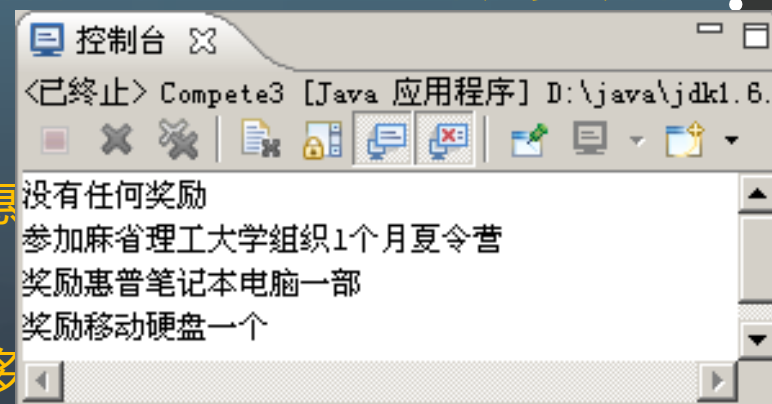 控制台
<已终止> Compete3 [Java 应用程序] D:\java\jdk1.6.
没有任何奖励
参加麻省理工大学组织1个月夏令营
奖励惠普笔记本电脑一部
奖励移动硬盘一个